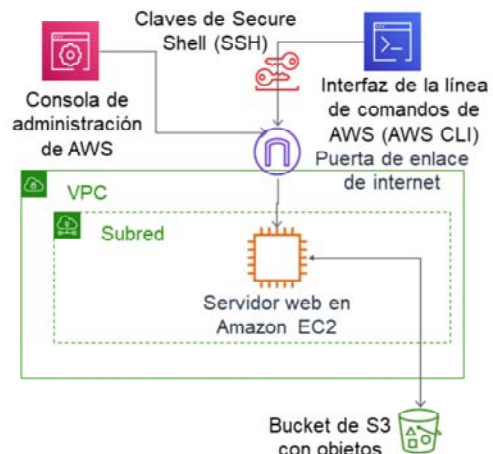 Claves de Secure
Shell (SSH)
Consola de
administración
de AWS
Interfaz de la línea
de comandos de
AWS (AWS CLI)
Puerta de enlace
de internet
VPC
Subred
Servidor web en
Amazon EC2
Bucket de S3
con objetos